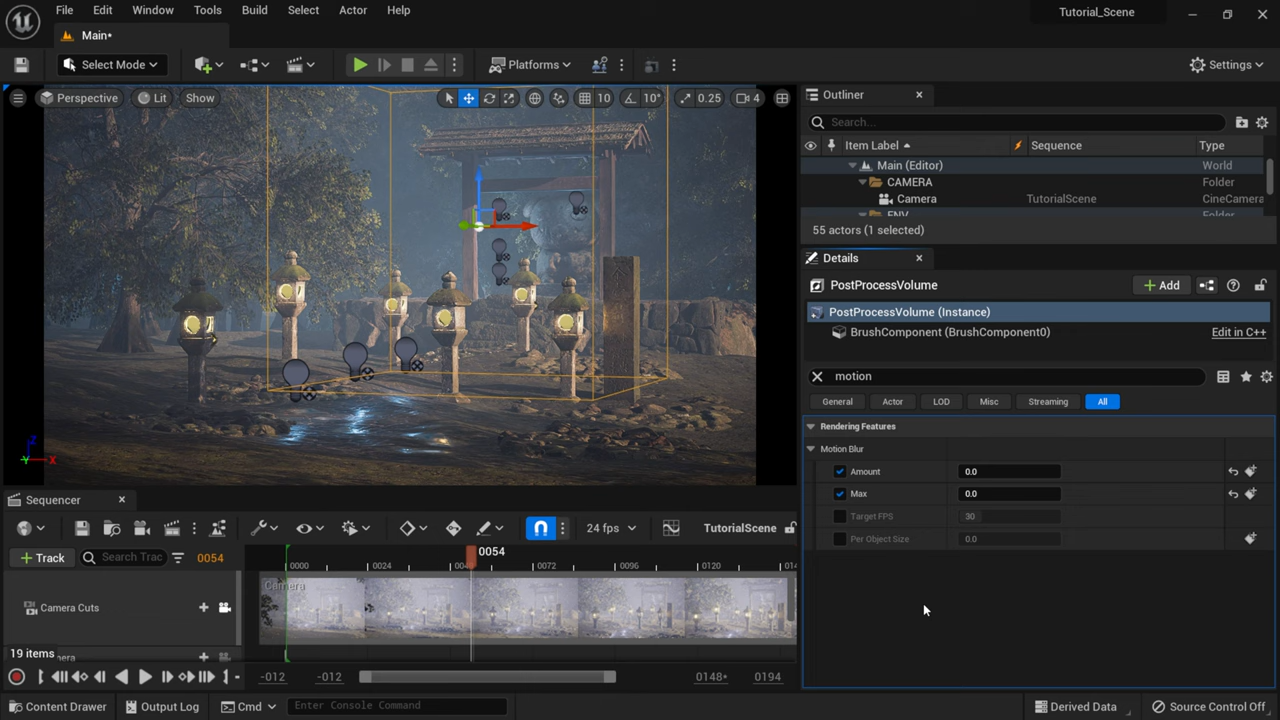 File Edit Window Tools Build Select Actor Help
Tutorial_Scene
Main*
Select Mode
Platforms
Settings
Perspective Lit Show
10 10° 0.25 4
Outliner
Search...
Item Label Sequence Type
Main (Editor) World
CAMERA Folder
Camera TutorialScene CineCamera
ENV Folder
55 actors (1 selected)
Details
PostProcessVolume
Add
PostProcessVolume (Instance)
BrushComponent (BrushComponent0) Edit in C++
motion
General Actor LOD Misc Streaming All
Rendering Features
Motion Blur
Amount 0.0
Max 0.0
Target FPS 30
Per Object Size 0.0
Z
Y X
Sequencer
24 fps
TutorialScene
+ Track
Search Trac
0054
0054
0000 0024 0072 0096 0120
Camera
Camera Cuts
19 items
-012 -012 0148* 0194
Content Drawer Output Log Cmd Enter Console Command Derived Data Source Control Off